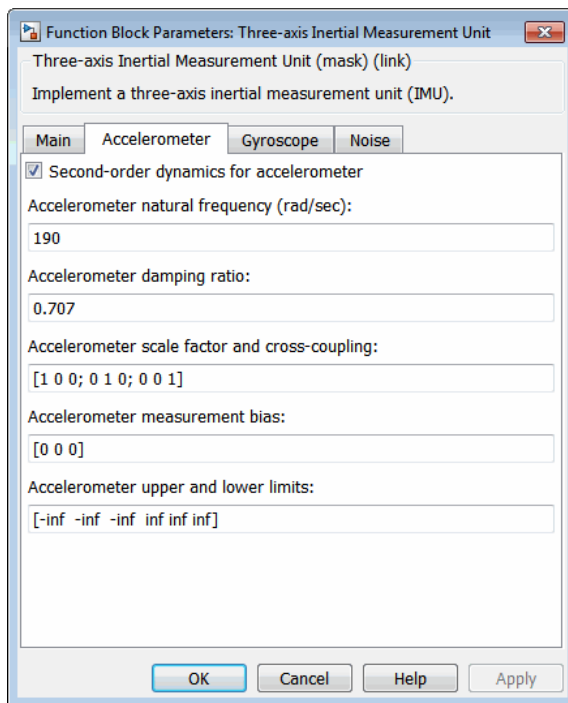 Function Block Parameters: Three-axis Inertial Measurement Unit
Three-axis Inertial Measurement Unit (mask) (link)
Implement a three-axis inertial measurement unit (IMU).
Main Accelerometer Gyroscope Noise
Second-order dynamics for accelerometer
Accelerometer natural frequency (rad/sec):
190
Accelerometer damping ratio:
0.707
Accelerometer scale factor and cross-coupling:
[1 0 0; 0 1 0; 0 0 1]
Accelerometer measurement bias:
[0 0 0]
Accelerometer upper and lower limits:
[-inf -inf -inf inf inf inf]
OK Cancel Help Apply